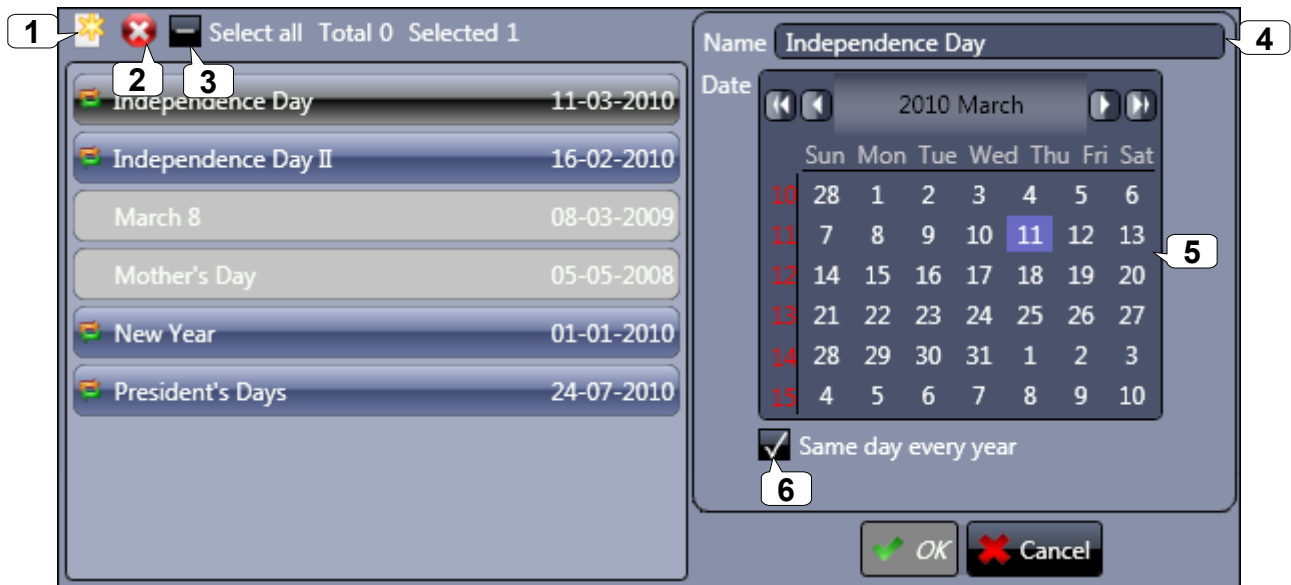 1
2
3
Select all Total 0 Selected 1
Independence Day 11-03-2010
Independence Day II 16-02-2010
March 8 08-03-2009
Mother's Day 05-05-2008
New Year 01-01-2010
President's Days 24-07-2010
Name Independence Day
4
Date
2010 March
Sun Mon Tue Wed Thu Fri Sat
10 28 1 2 3 4 5 6
11 7 8 9 10 11 12 13
12 14 15 16 17 18 19 20
13 21 22 23 24 25 26 27
14 28 29 30 31 1 2 3
15 4 5 6 7 8 9 10
5
Same day every year
6
OK Cancel